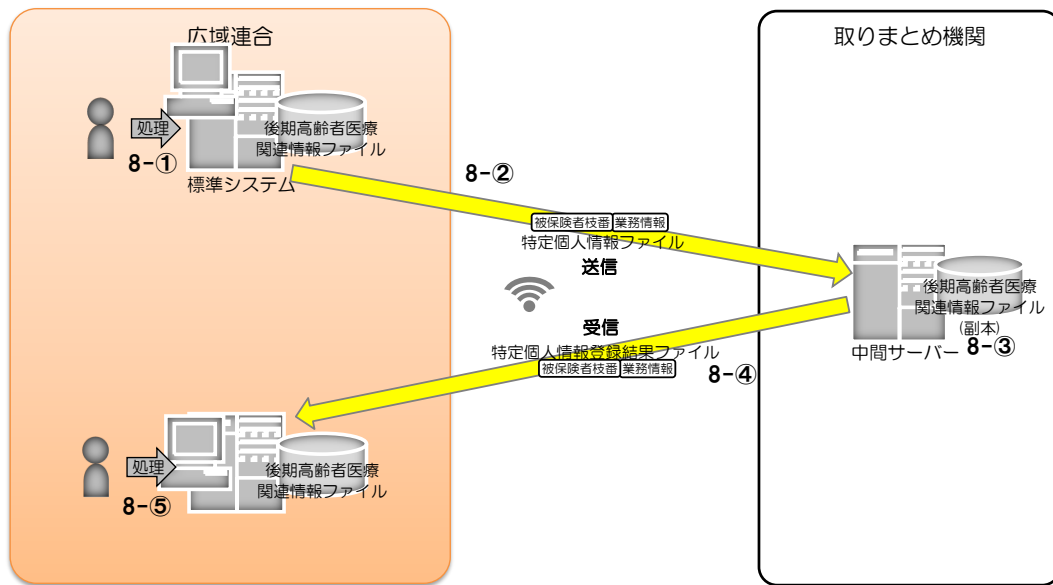 広域連合
取りまとめ機関
処理
8-①
後期高齢者医療
関連情報ファイル
標準システム
8-②
被保険者枝番 業務情報
特定個人情報ファイル
送信
後期高齢者医療
関連情報ファイル
(副本)
中間サーバー
8-③
受信
特定個人情報登録結果ファイル
被保険者枝番 業務情報
8-④
処理
8-⑤
後期高齢者医療
関連情報ファイル